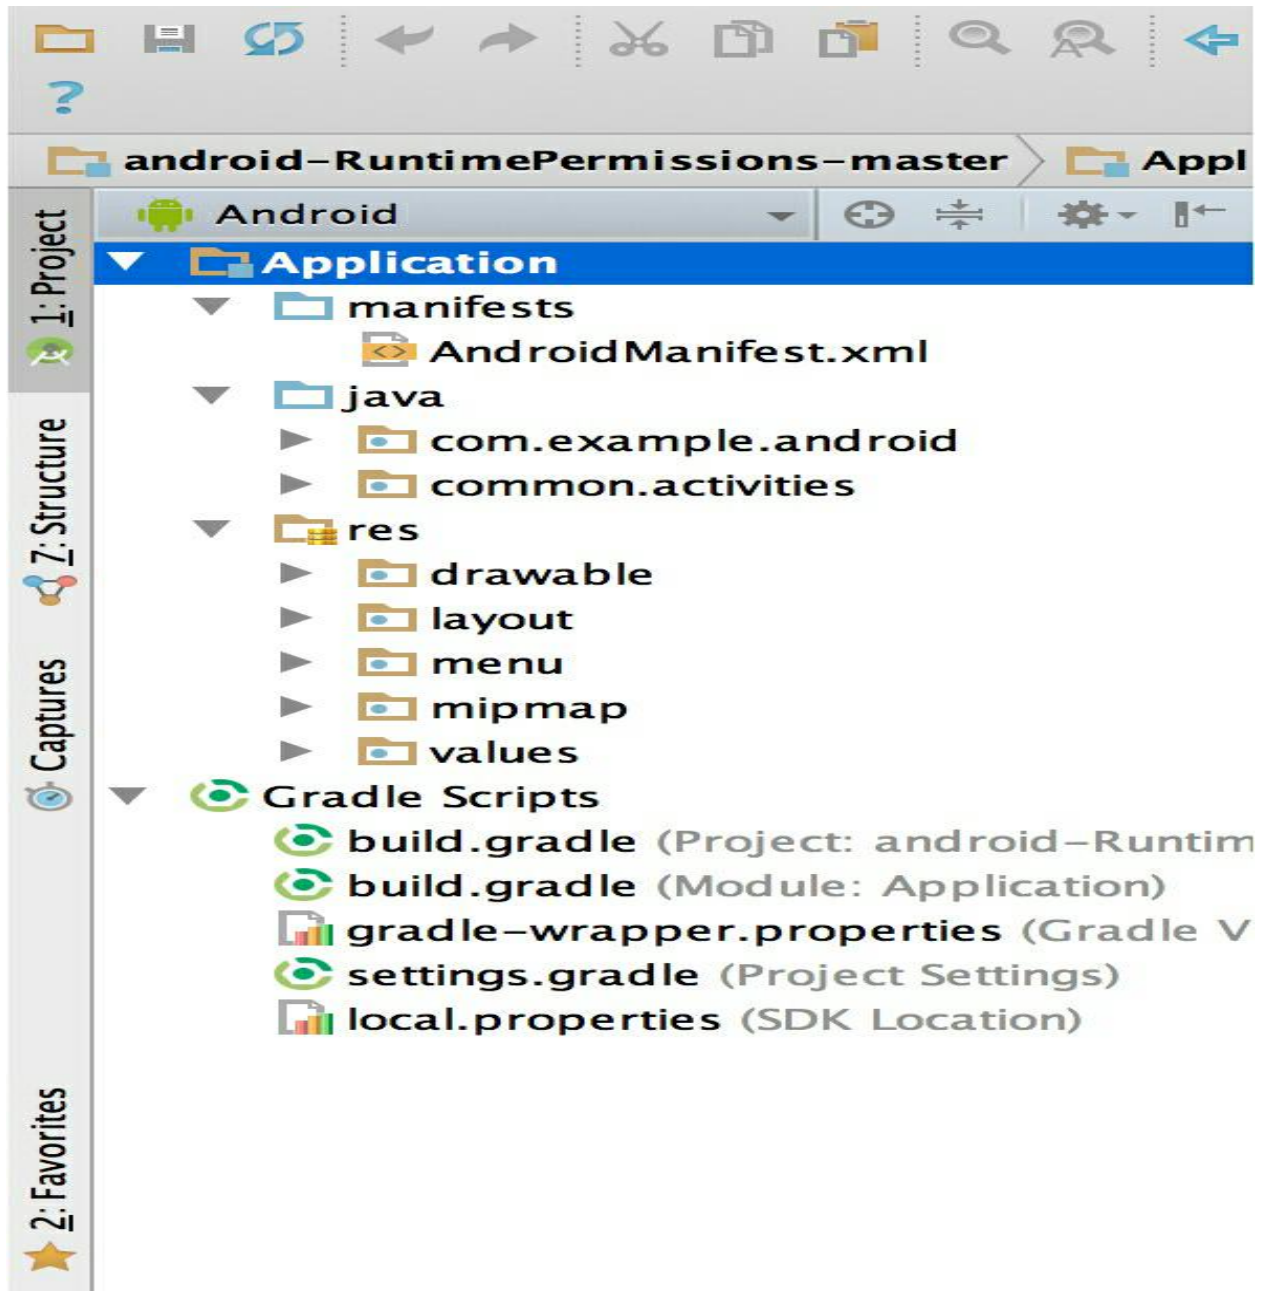 ?
android-RuntimePermissions-master Appl
Android
Application
manifests
AndroidManifest.xml
java
com.example.android
common.activities
res
drawable
layout
menu
mipmap
values
Gradle Scripts
build.gradle (Project: android-Runtim
build.gradle (Module: Application)
gradle-wrapper.properties (Gradle V
settings.gradle (Project Settings)
local.properties (SDK Location)
1: Project
7: Structure
Captures
2: Favorites